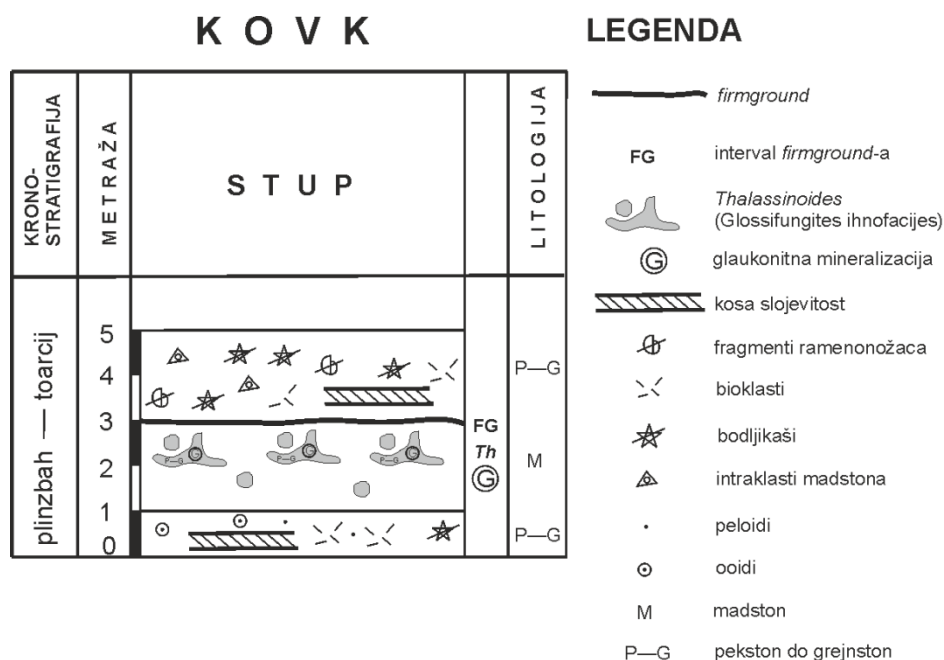 K O V K
KRONO-
STRATIGRAFIJA
METRAŽA
S T U P
LITOLOGIJA
plinzbah — toarcij
5
4
3
2
1
0
P—G
FG
Th
G
M
P—G
P—G
G
P—G
G
P—G
G
LEGENDA
firmground
FG interval firmground-a
Thalassinoides
(Glossifungites ihnofacijes)
G glaukonitna mineralizacija
kosa slojevitost
fragmenti ramenonožaca
bioklasti
bodljikaši
intraklasti madstona
peloidi
ooidi
M madston
P—G pekston do grejnston